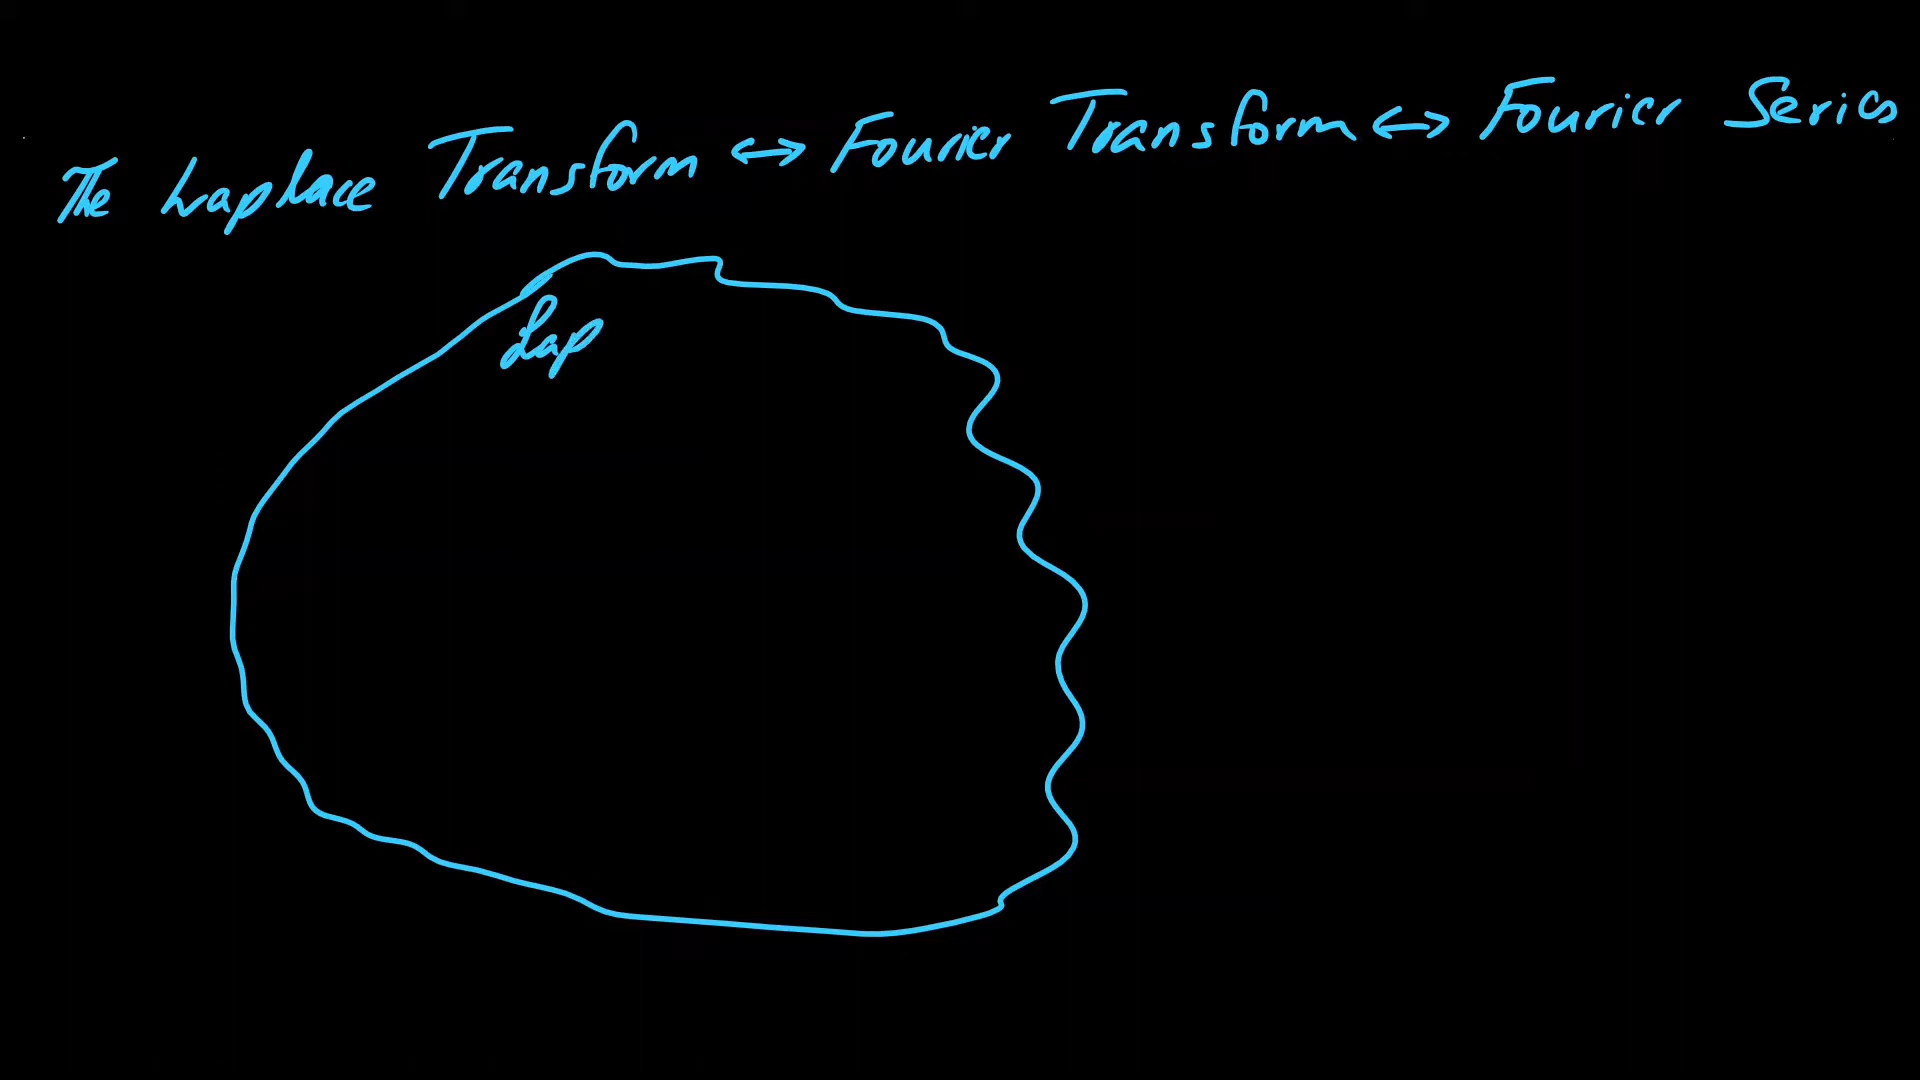 The Laplace Transform ↔ Fourier Transform ↔ Fourier Series
Lap